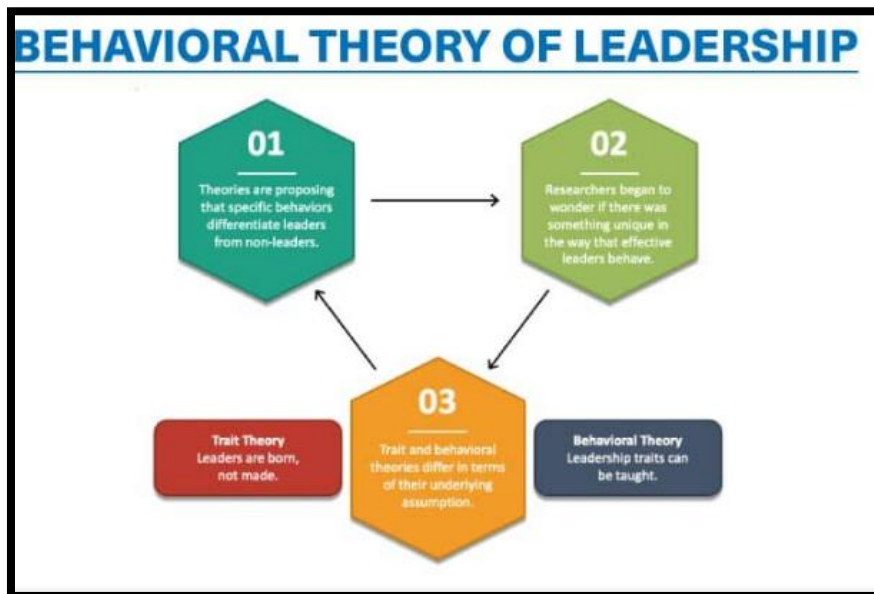 BEHAVIORAL THEORY OF LEADERSHIP
01
Theories are proposing
that specific behaviors
differentiate leaders
from non-leaders.
02
Researchers began to
wonder if there was
something unique in
the way that effective
leaders behave.
03
Trait and behavioral
theories differ in terms
of their underlying
assumption.
Trait Theory
Leaders are born,
not made.
Behavioral Theory
Leadership traits can
be taught.